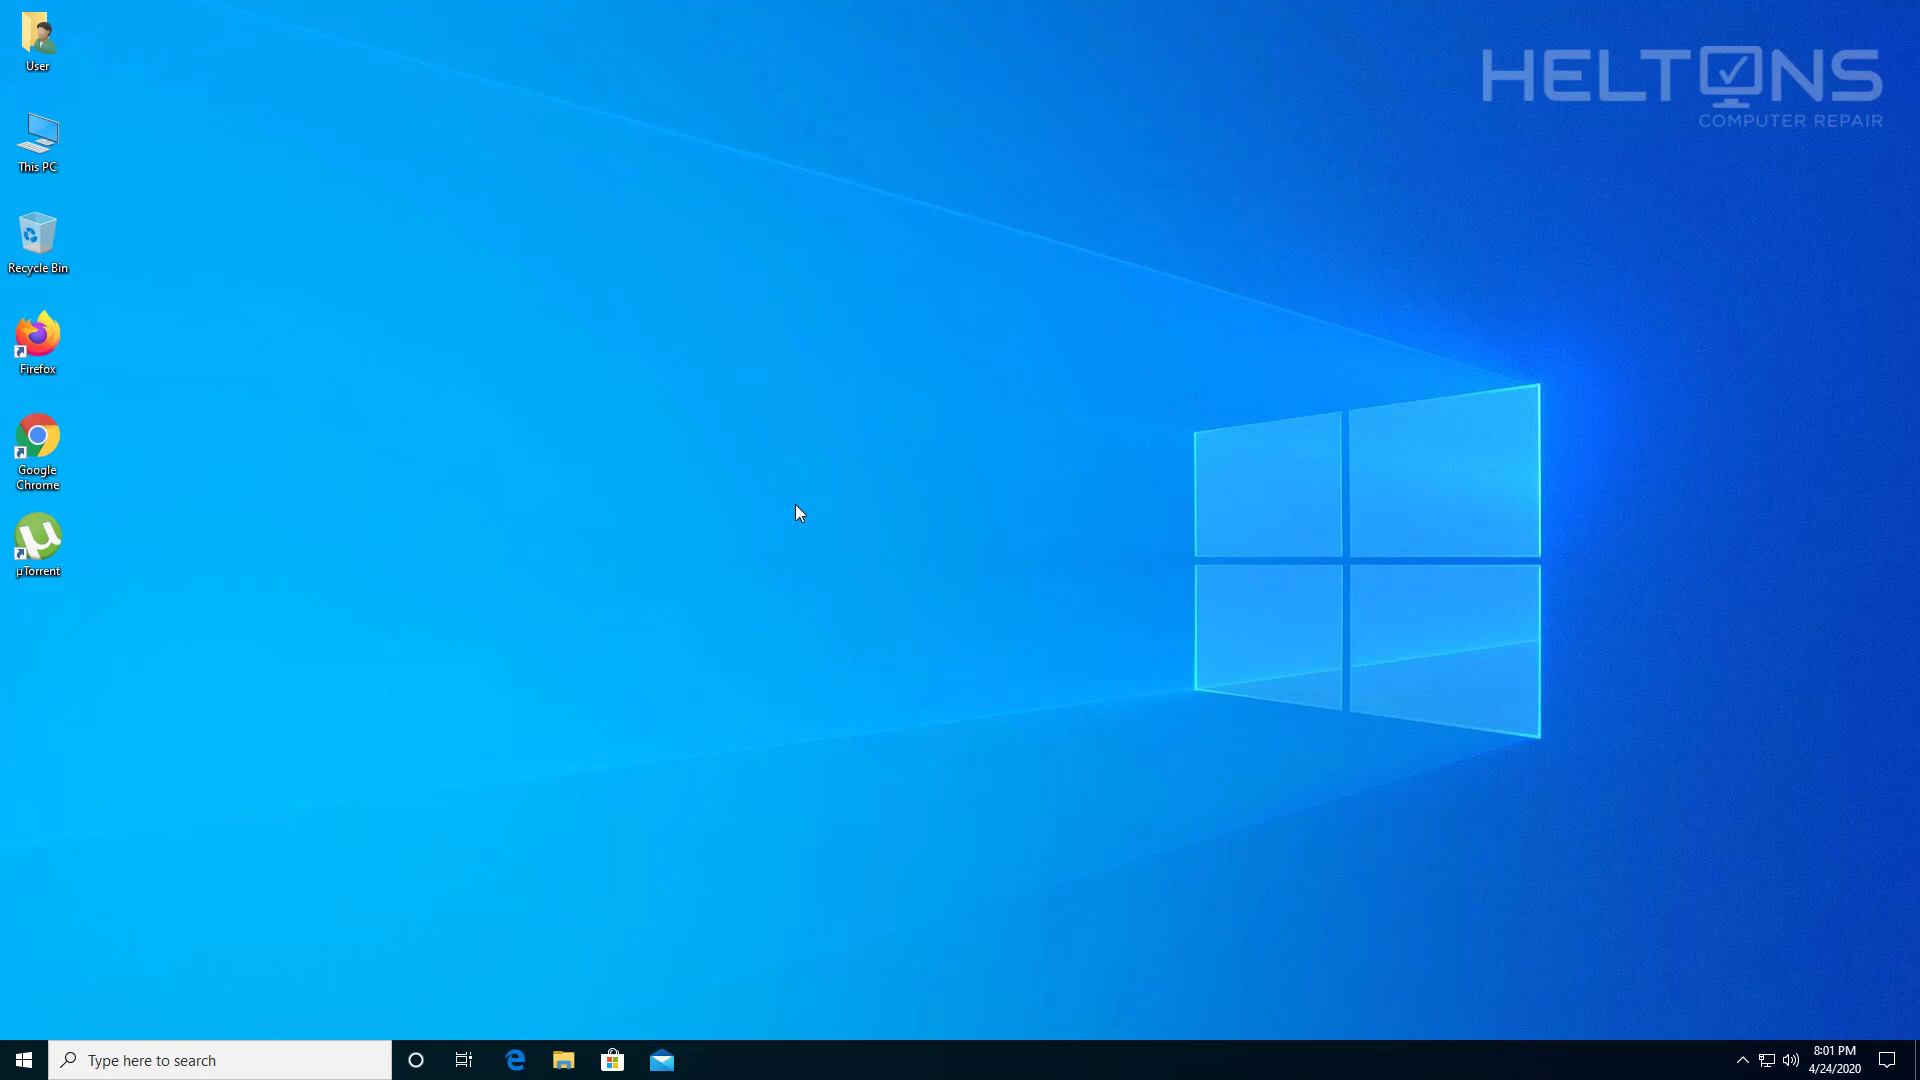 User
This PC
Recycle Bin
Firefox
Google
Chrome
µTorrent
HELTONS
COMPUTER REPAIR
Type here to search
8:01 PM
4/24/2020